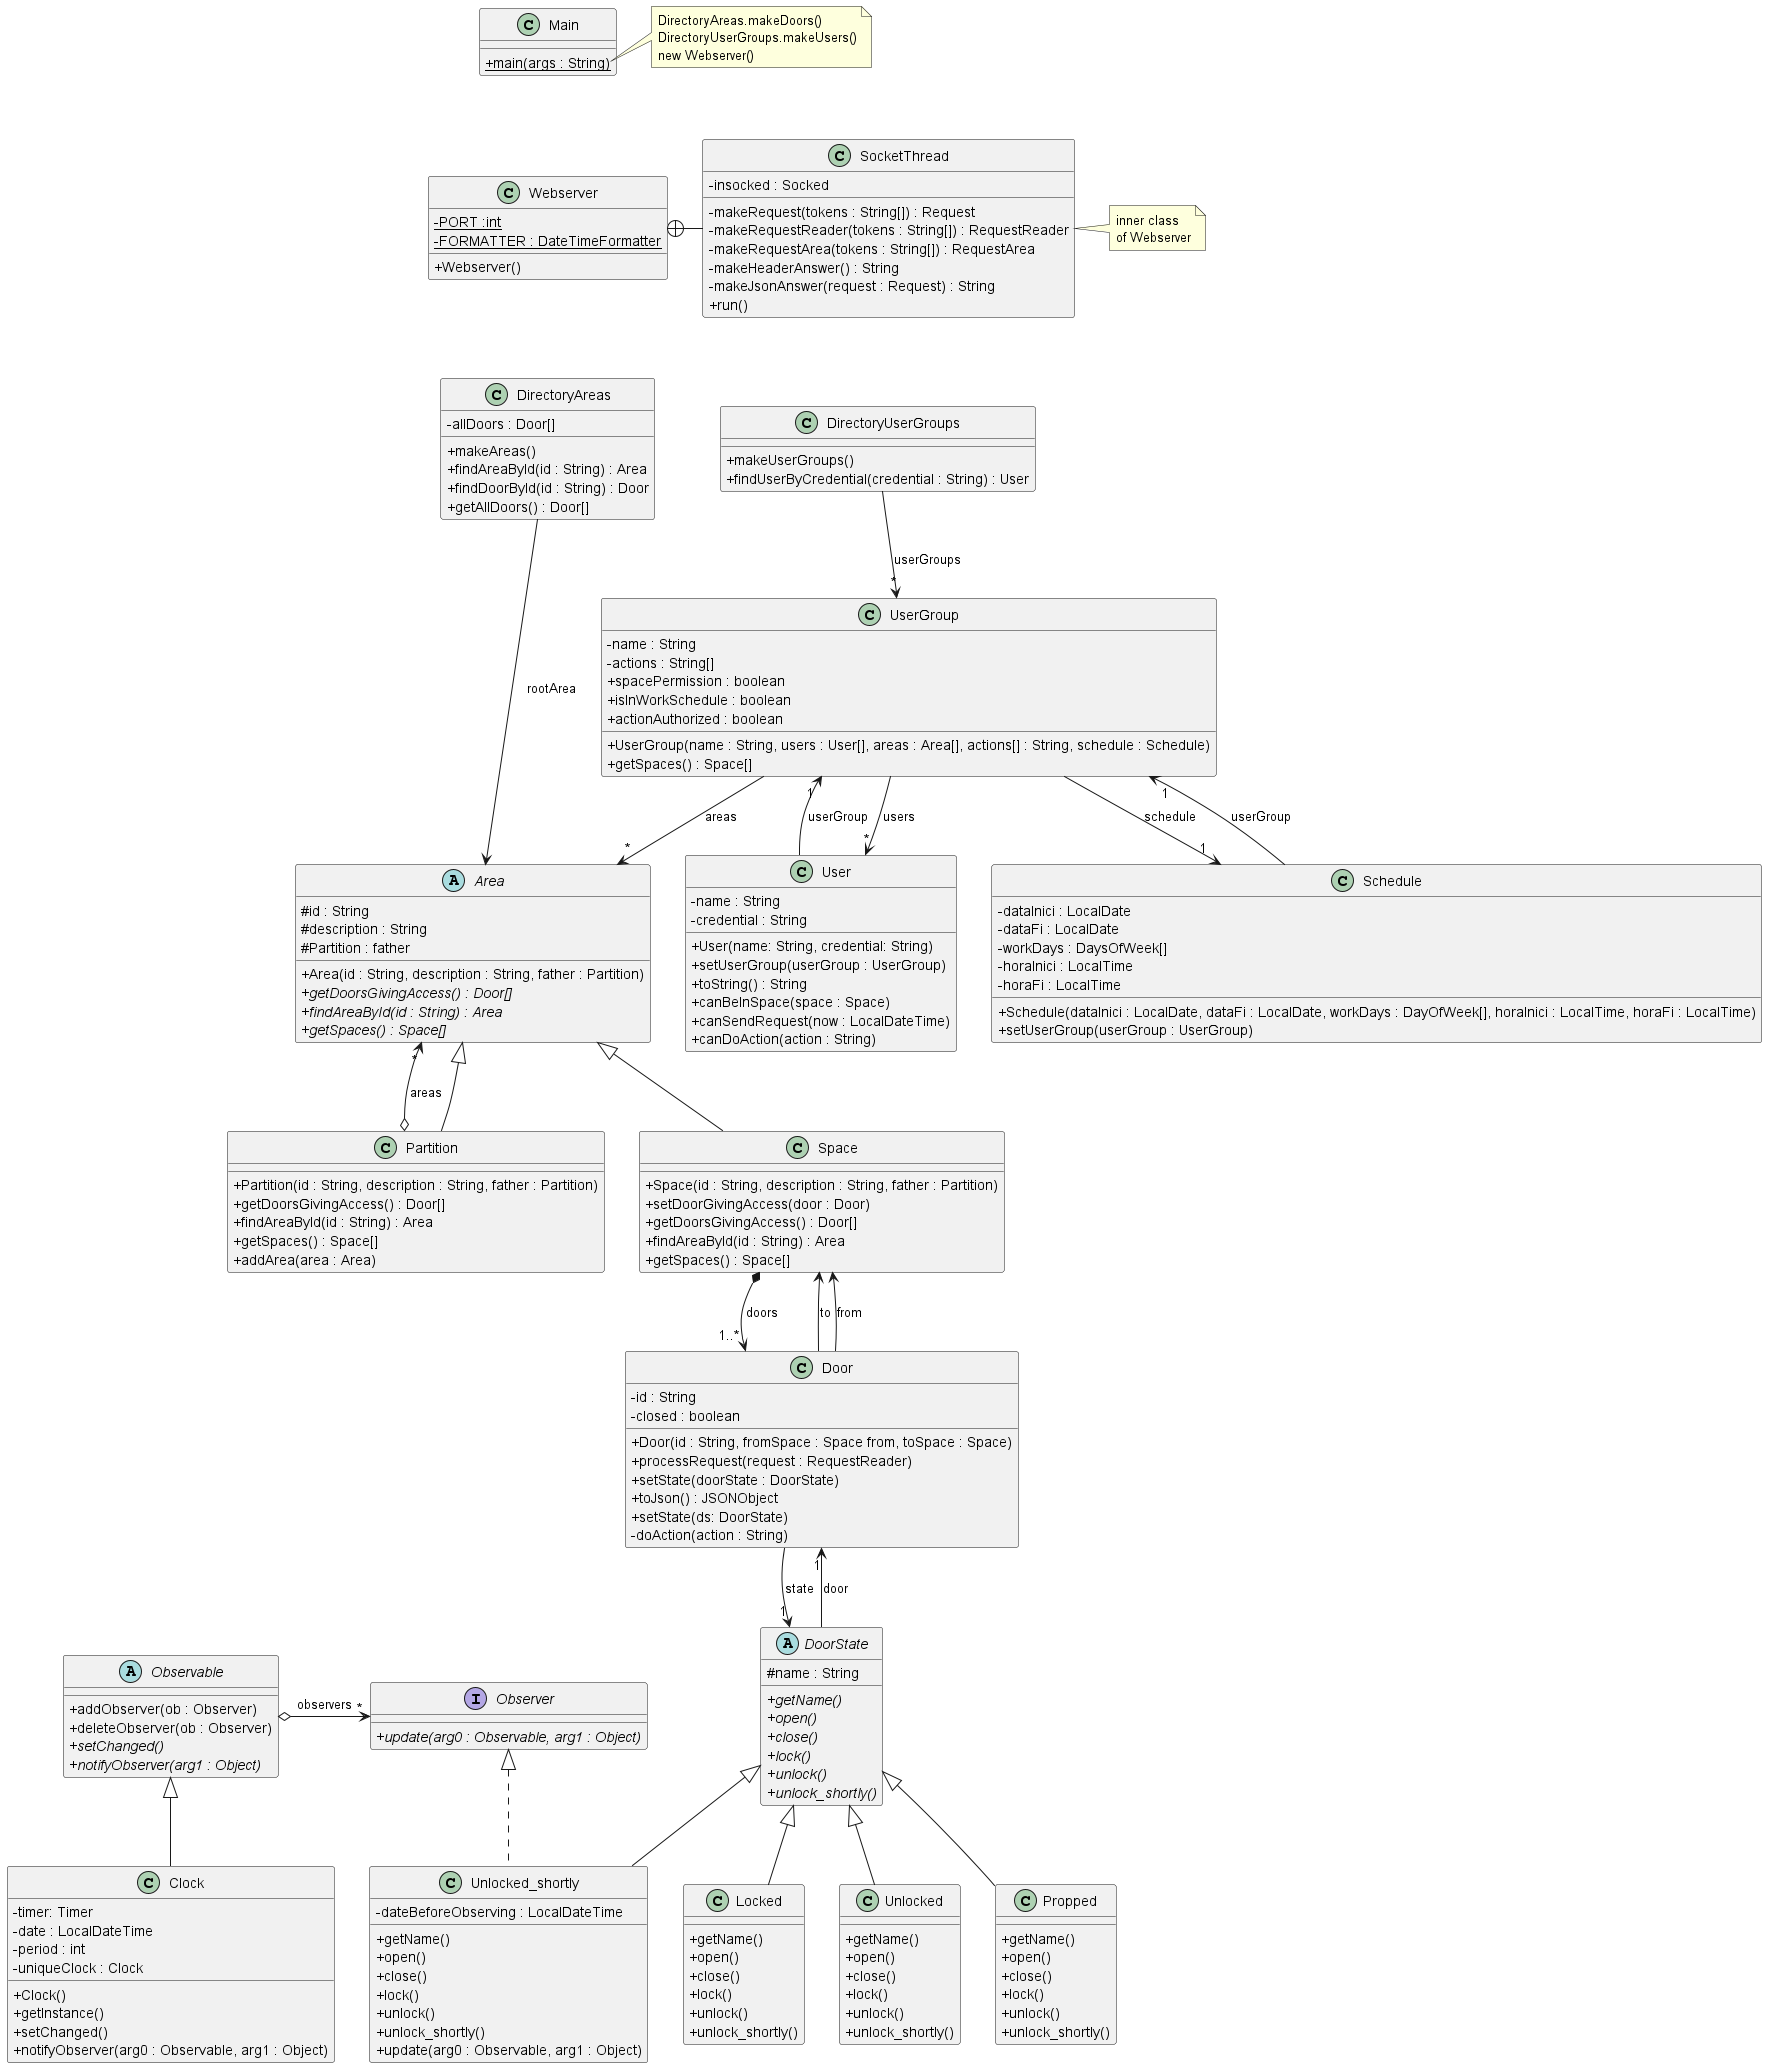 C Main
+main(args : String)
DirectoryAreas.makeDoors()
DirectoryUserGroups.makeUsers()
new Webserver()
C Webserver
-PORT :int
-FORMATTER : DateTimeFormatter
+Webserver()
C SocketThread
-insocked : Socked
-makeRequest(tokens : String[]) : Request
-makeRequestReader(tokens : String[]) : RequestReader
-makeRequestArea(tokens : String[]) : RequestArea
-makeHeaderAnswer() : String
-makeJsonAnswer(request : Request) : String
+run()
inner class
of Webserver
C DirectoryAreas
-allDoors : Door[]
+makeAreas()
+findAreaById(id : String) : Area
+findDoorById(id : String) : Door
+getAllDoors() : Door[]
C DirectoryUserGroups
+makeUserGroups()
+findUserByCredential(credential : String) : User
userGroups
*
rootArea
C UserGroup
-name : String
-actions : String[]
+spacePermission : boolean
+isInWorkSchedule : boolean
+actionAuthorized : boolean
+UserGroup(name : String, users : User[], areas : Area[], actions[] : String, schedule : Schedule)
+getSpaces() : Space[]
areas
*
1
userGroup
users
*
schedule
1
1
userGroup
A Area
#id : String
#description : String
#Partition : father
+Area(id : String, description : String, father : Partition)
+getDoorsGivingAccess() : Door[]
+findAreaById(id : String) : Area
+getSpaces() : Space[]
C User
-name : String
-credential : String
+User(name: String, credential: String)
+setUserGroup(userGroup : UserGroup)
+toString() : String
+canBeInSpace(space : Space)
+canSendRequest(now : LocalDateTime)
+canDoAction(action : String)
C Schedule
-dataInici : LocalDate
-dataFi : LocalDate
-workDays : DaysOfWeek[]
-horaInici : LocalTime
-horaFi : LocalTime
+Schedule(dataInici : LocalDate, dataFi : LocalDate, workDays : DayOfWeek[], horaInici : LocalTime, horaFi : LocalTime)
+setUserGroup(userGroup : UserGroup)
*
areas
C Partition
+Partition(id : String, description : String, father : Partition)
+getDoorsGivingAccess() : Door[]
+findAreaById(id : String) : Area
+getSpaces() : Space[]
+addArea(area : Area)
C Space
+Space(id : String, description : String, father : Partition)
+setDoorGivingAccess(door : Door)
+getDoorsGivingAccess() : Door[]
+findAreaById(id : String) : Area
+getSpaces() : Space[]
doors
1..*
to
from
C Door
-id : String
-closed : boolean
+Door(id : String, fromSpace : Space from, toSpace : Space)
+processRequest(request : RequestReader)
+setState(doorState : DoorState)
+toJson() : JSONObject
+setState(ds: DoorState)
-doAction(action : String)
state
1
1
door
A DoorState
#name : String
+getName()
+open()
+close()
+lock()
+unlock()
+unlock_shortly()
A Observable
+addObserver(ob : Observer)
+deleteObserver(ob : Observer)
+setChanged()
+notifyObserver(arg1 : Object)
observers
*
I Observer
+update(arg0 : Observable, arg1 : Object)
C Clock
-timer: Timer
-date : LocalDateTime
-period : int
-uniqueClock : Clock
+Clock()
+getInstance()
+setChanged()
+notifyObserver(arg0 : Observable, arg1 : Object)
C Unlocked_shortly
-dateBeforeObserving : LocalDateTime
+getName()
+open()
+close()
+lock()
+unlock()
+unlock_shortly()
+update(arg0 : Observable, arg1 : Object)
C Locked
+getName()
+open()
+close()
+lock()
+unlock()
+unlock_shortly()
C Unlocked
+getName()
+open()
+close()
+lock()
+unlock()
+unlock_shortly()
C Propped
+getName()
+open()
+close()
+lock()
+unlock()
+unlock_shortly()